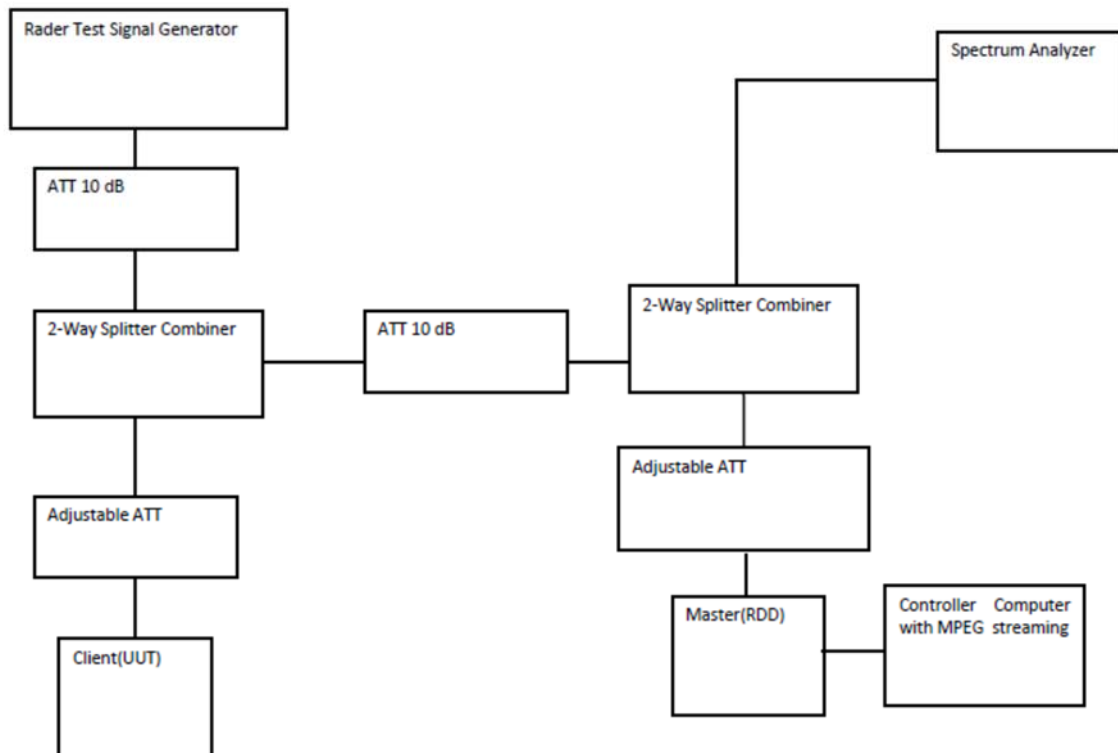 Rader Test Signal Generator
Spectrum Analyzer
ATT 10 dB
2-Way Splitter Combiner
ATT 10 dB
2-Way Splitter Combiner
Adjustable ATT
Adjustable ATT
Client(UUT)
Master(RDD)
Controller Computer
with MPEG streaming